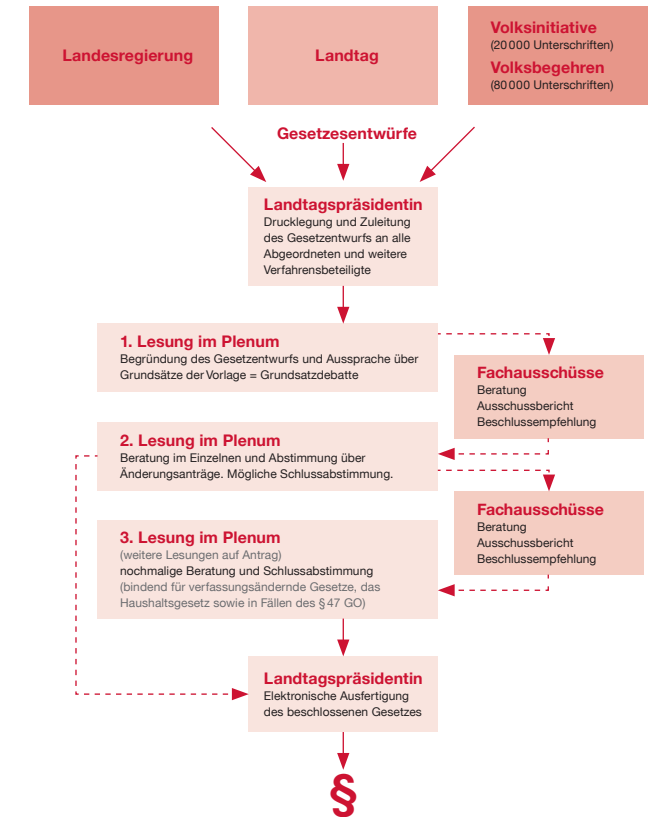 Landesregierung
Landtag
Volksinitiative
(20 000 Unterschriften)
Volksbegehren
(80 000 Unterschriften)
Gesetzesentwürfe
Landtagspräsidentin
Drucklegung und Zuleitung
des Gesetzentwurfs an alle
Abgeordneten und weitere
Verfahrensbeteiligte
1. Lesung im Plenum
Begründung des Gesetzentwurfs und Aussprache über
Grundsätze der Vorlage = Grundsatzdebatte
Fachausschüsse
Beratung
Ausschussbericht
Beschlussempfehlung
2. Lesung im Plenum
Beratung im Einzelnen und Abstimmung über
Änderungsanträge. Mögliche Schlussabstimmung.
Fachausschüsse
Beratung
Ausschussbericht
Beschlussempfehlung
3. Lesung im Plenum
(weitere Lesungen auf Antrag)
nochmalige Beratung und Schlussabstimmung
(bindend für verfassungsändernde Gesetze, das
Haushaltsgesetz sowie in Fällen des § 47 GO)
Landtagspräsidentin
Elektronische Ausfertigung
des beschlossenen Gesetzes
§